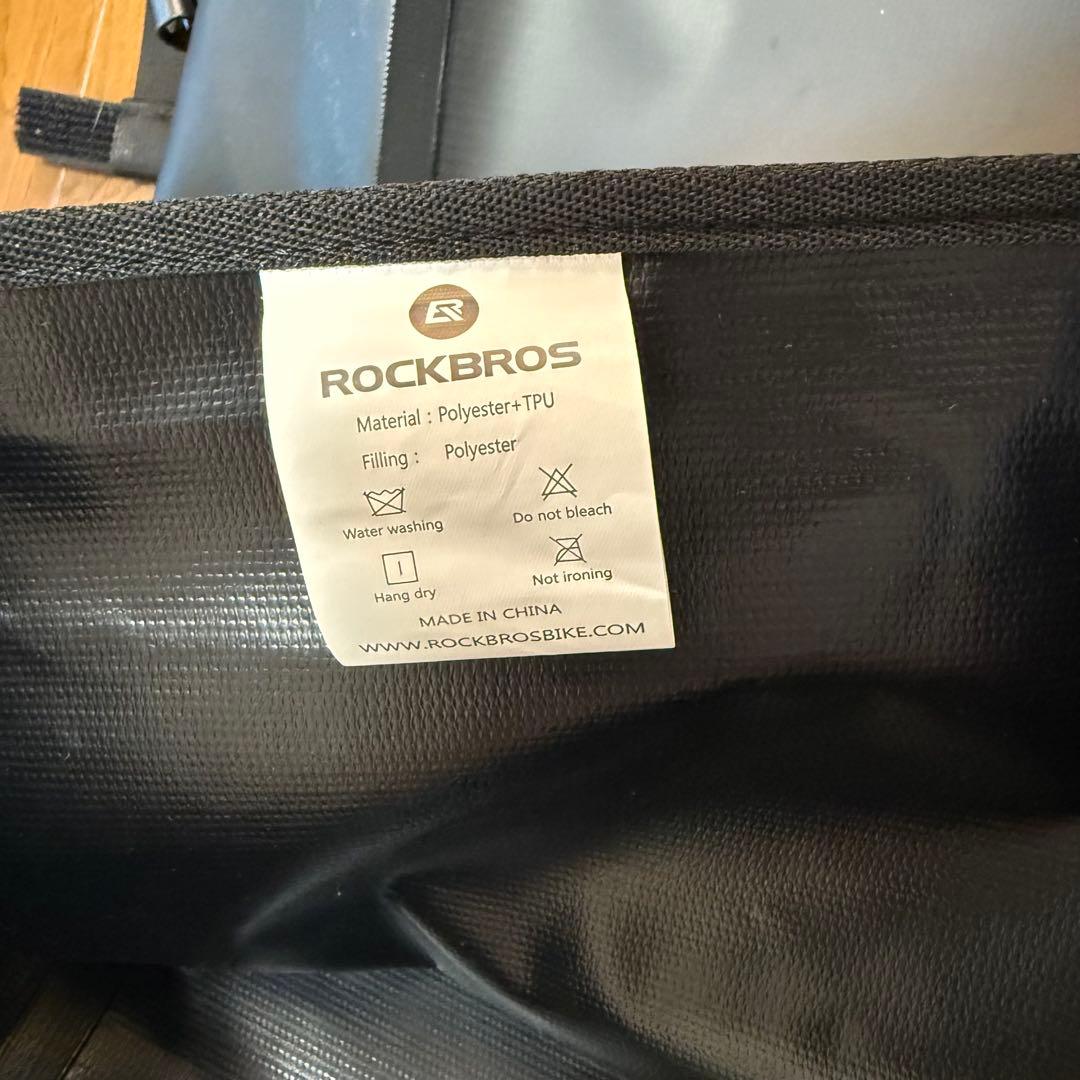 ROCKBROS
Material : Polyester+TPU
Filling : Polyester
Water washing
Do not bleach
Hang dry
Not ironing
MADE IN CHINA
WWW.ROCKBROSBIKE.COM